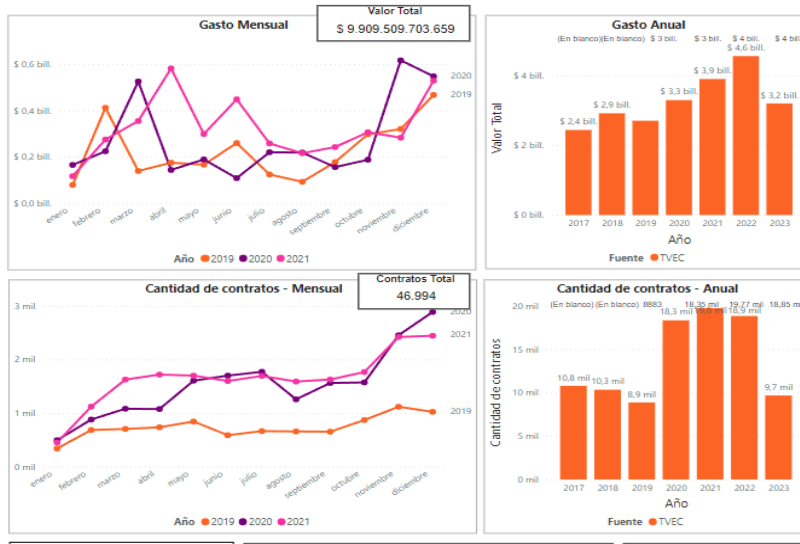 Gasto Mensual
Valor Total
$ 9.909.509.703.659
$ 0,6 bill.
$ 0,4 bill.
$ 0,2 bill.
$ 0,0 bill.
2020
2019
enero
febrero
marzo
abril
mayo
junio
julio
agosto
septiembre
octubre
noviembre
diciembre
Año 2019 2020 2021
Gasto Anual
(En blanco) (En blanco) $ 3 bill. $ 3 bill. $ 4 bill. $ 4 bill
Valor Total
$ 4 bill.
$ 2 bill.
$ 0 bill.
$ 2,4 bill.
$ 2,9 bill.
$ 3,3 bill.
$ 3,9 bill.
$ 4,6 bill.
$ 3,2 bill.
2017 2018 2019 2020 2021 2022 2023
Año
Fuente TVEC
Cantidad de contratos - Mensual
Contratos Total
46.994
3 mil
2 mil
1 mil
0 mil
2020
2021
2019
enero
febrero
marzo
abril
mayo
junio
julio
agosto
septiembre
octubre
noviembre
diciembre
Año 2019 2020 2021
Cantidad de contratos - Anual
(En blanco) (En blanco) 8883 18,35 mil 19,77 mil 18,85 mil
Cantidad de contratos
20 mil
15 mil
10 mil
5 mil
0 mil
10,8 mil
10,3 mil
8,9 mil
18,3 mil
19,8 mil
18,9 mil
9,7 mil
2017 2018 2019 2020 2021 2022 2023
Año
Fuente TVEC